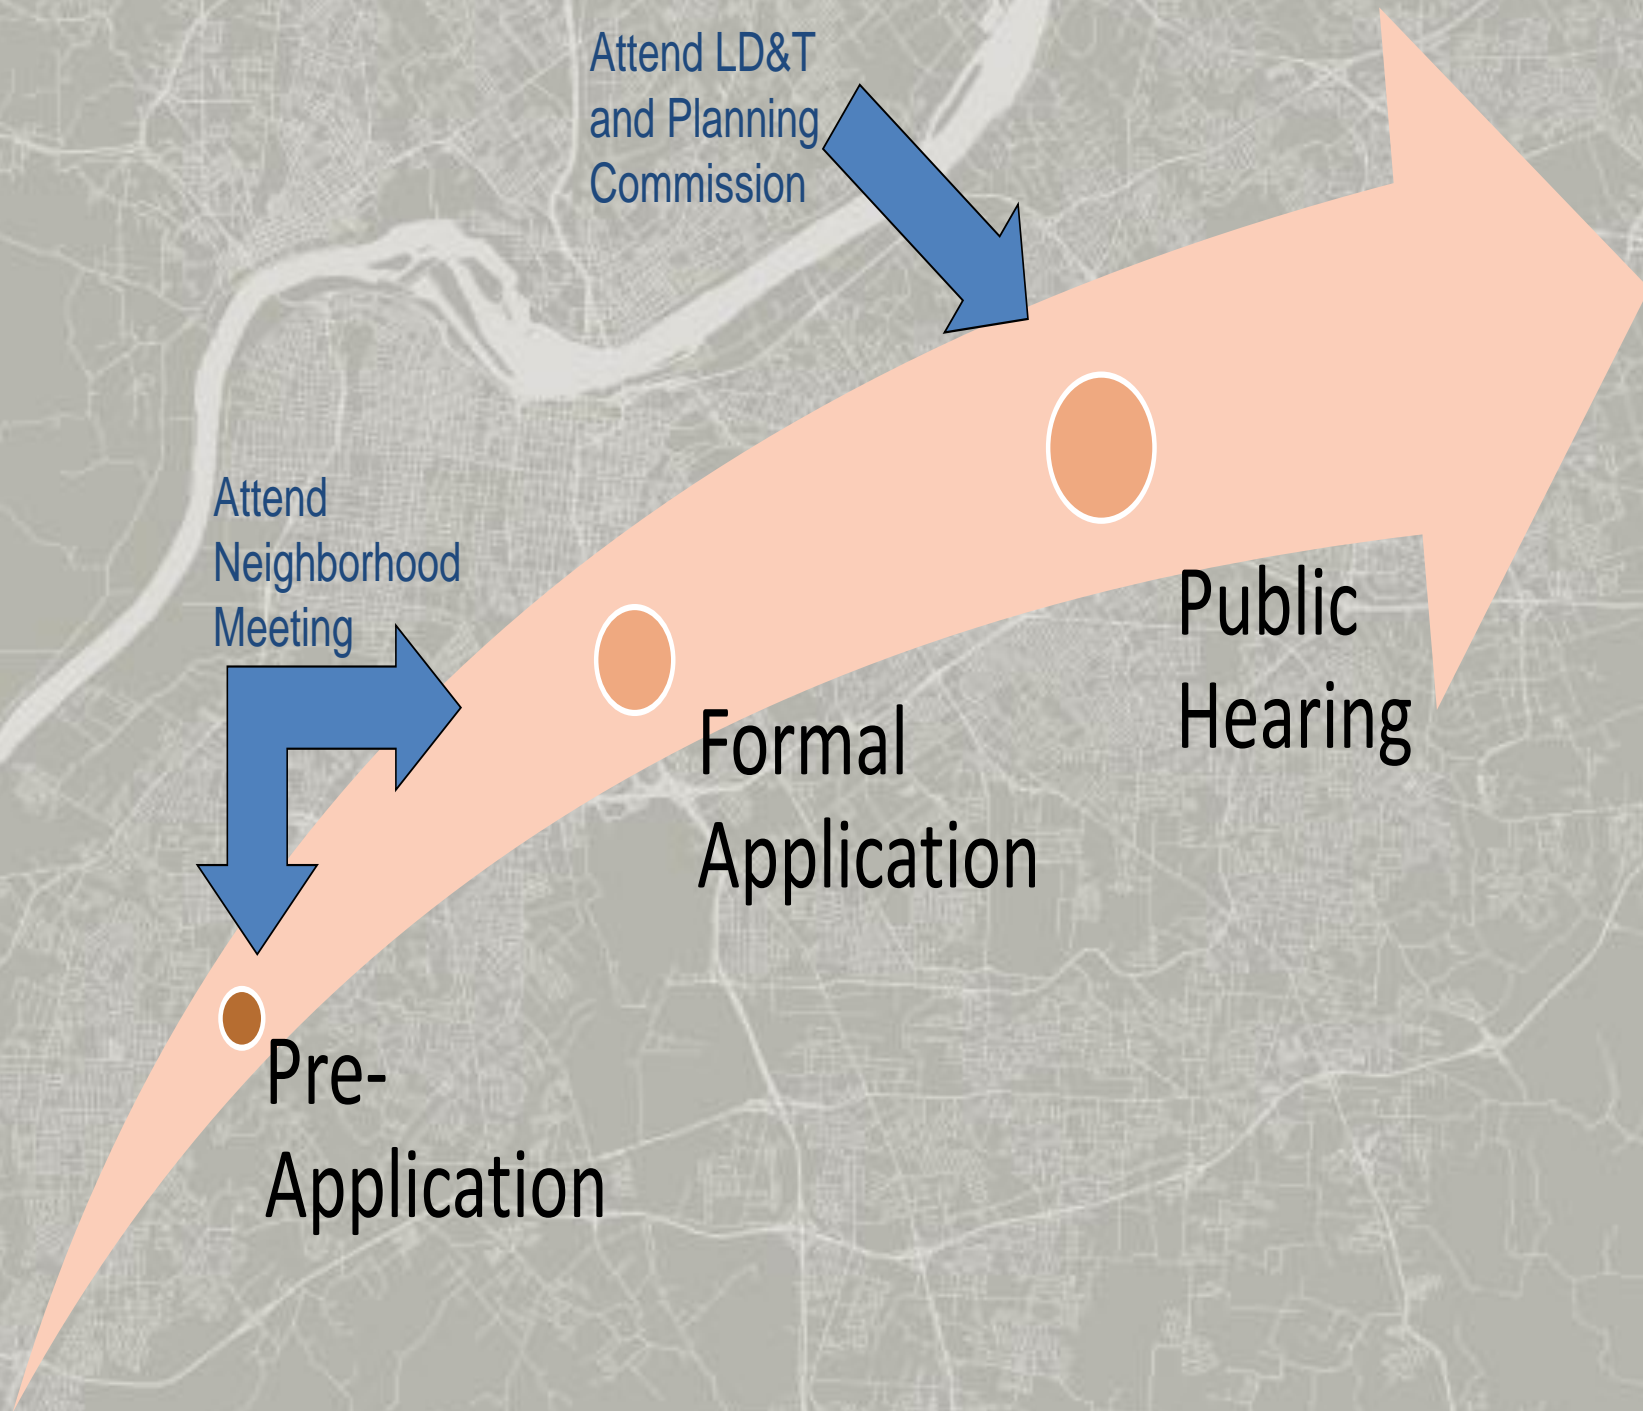 Attend LD&T
and Planning
Commission
Attend
Neighborhood
Meeting
Public
Hearing
Formal
Application
Pre-
Application